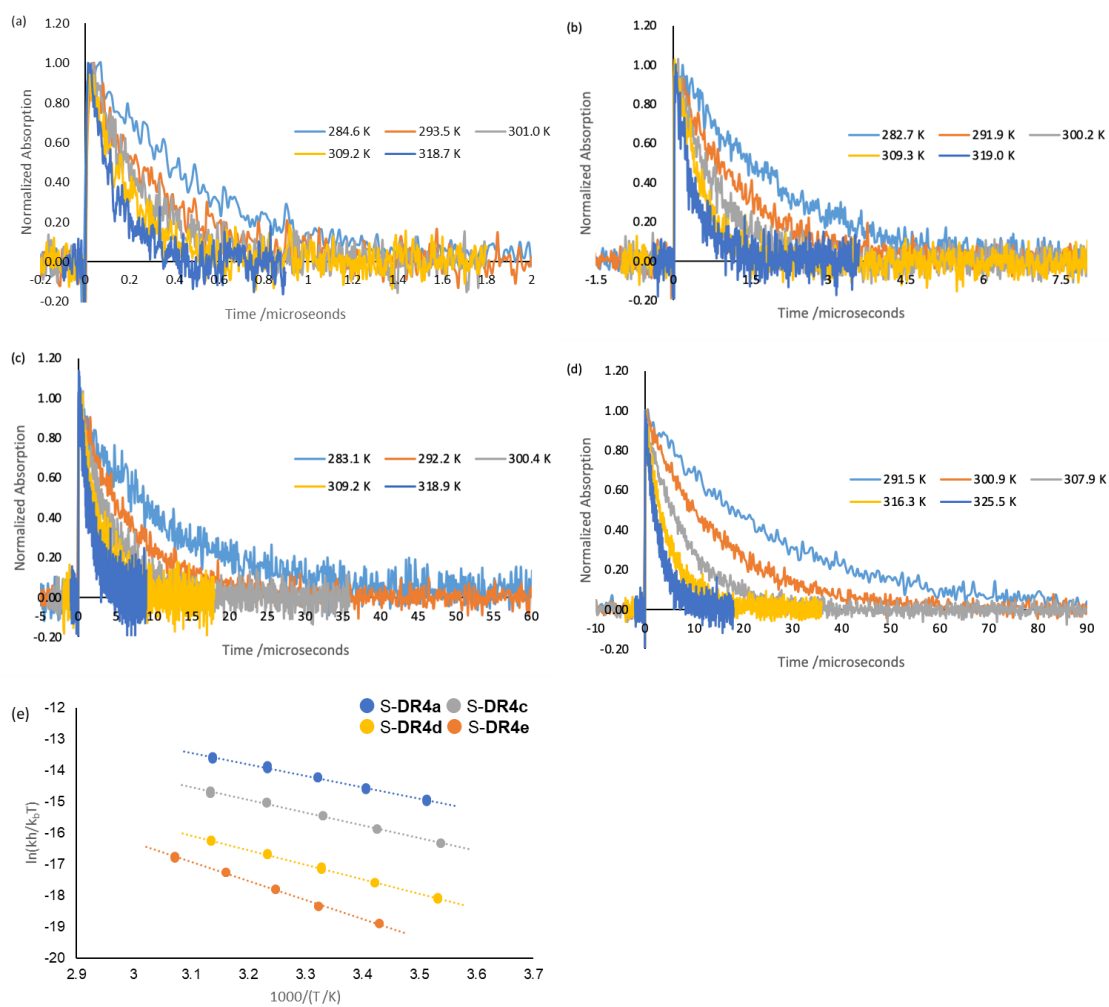 (a)
1.20
1.00
0.80
0.60
0.40
0.20
0.00
-0.20
Normalized Absorption
284.6 K 293.5 K 301.0 K
309.2 K 318.7 K
-0.2 0 0.2 0.4 0.6 0.8 1 1.2 1.4 1.6 1.8 2
Time /microseconds
(b)
1.20
1.00
0.80
0.60
0.40
0.20
0.00
-0.20
Normalized Absorption
282.7 K 291.9 K 300.2 K
309.3 K 319.0 K
-1.5 0 1.5 3 4.5 6 7.5
Time /microseconds
(c)
1.20
1.00
0.80
0.60
0.40
0.20
0.00
-0.20
Normalized Absorption
283.1 K 292.2 K 300.4 K
309.2 K 318.9 K
-5 0 5 10 15 20 25 30 35 40 45 50 55 60
Time /microseconds
(d)
1.20
1.00
0.80
0.60
0.40
0.20
0.00
-0.20
Normalized Absorption
291.5 K 300.9 K 307.9 K
316.3 K 325.5 K
-10 0 10 20 30 40 50 60 70 80 90
Time /microseconds
(e)
S-DR4a S-DR4c
S-DR4d S-DR4e
-12
-13
-14
-15
-16
-17
-18
-19
-20
ln(kh/kbT)
2.9 3 3.1 3.2 3.3 3.4 3.5 3.6 3.7
1000/(T/K)